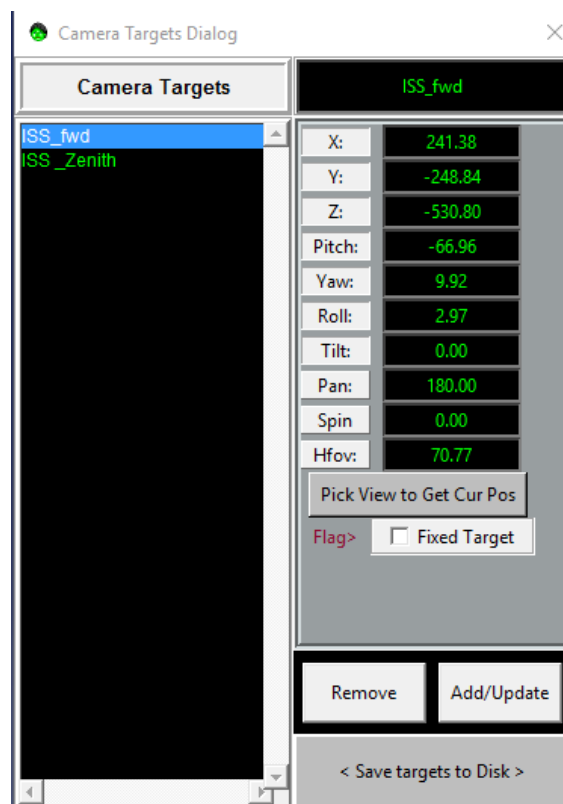 Camera Targets Dialog
Camera Targets
ISS_fwd
ISS_fwd
ISS _Zenith
X: 241.38
Y: -248.84
Z: -530.80
Pitch: -66.96
Yaw: 9.92
Roll: 2.97
Tilt: 0.00
Pan: 180.00
Spin 0.00
Hfov: 70.77
Pick View to Get Cur Pos
Flag> Fixed Target
Remove Add/Update
< Save targets to Disk >